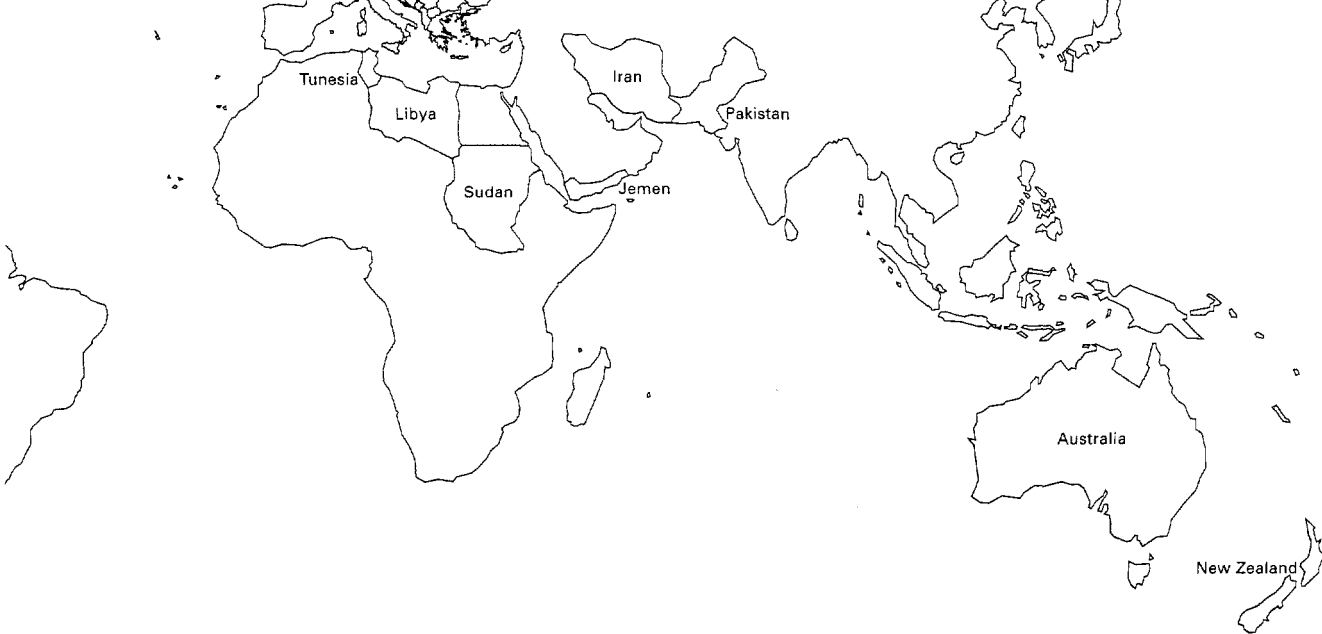 Iran
Tunesia
Libya
Pakistan
Sudan
Jemen
Australia
New Zealand